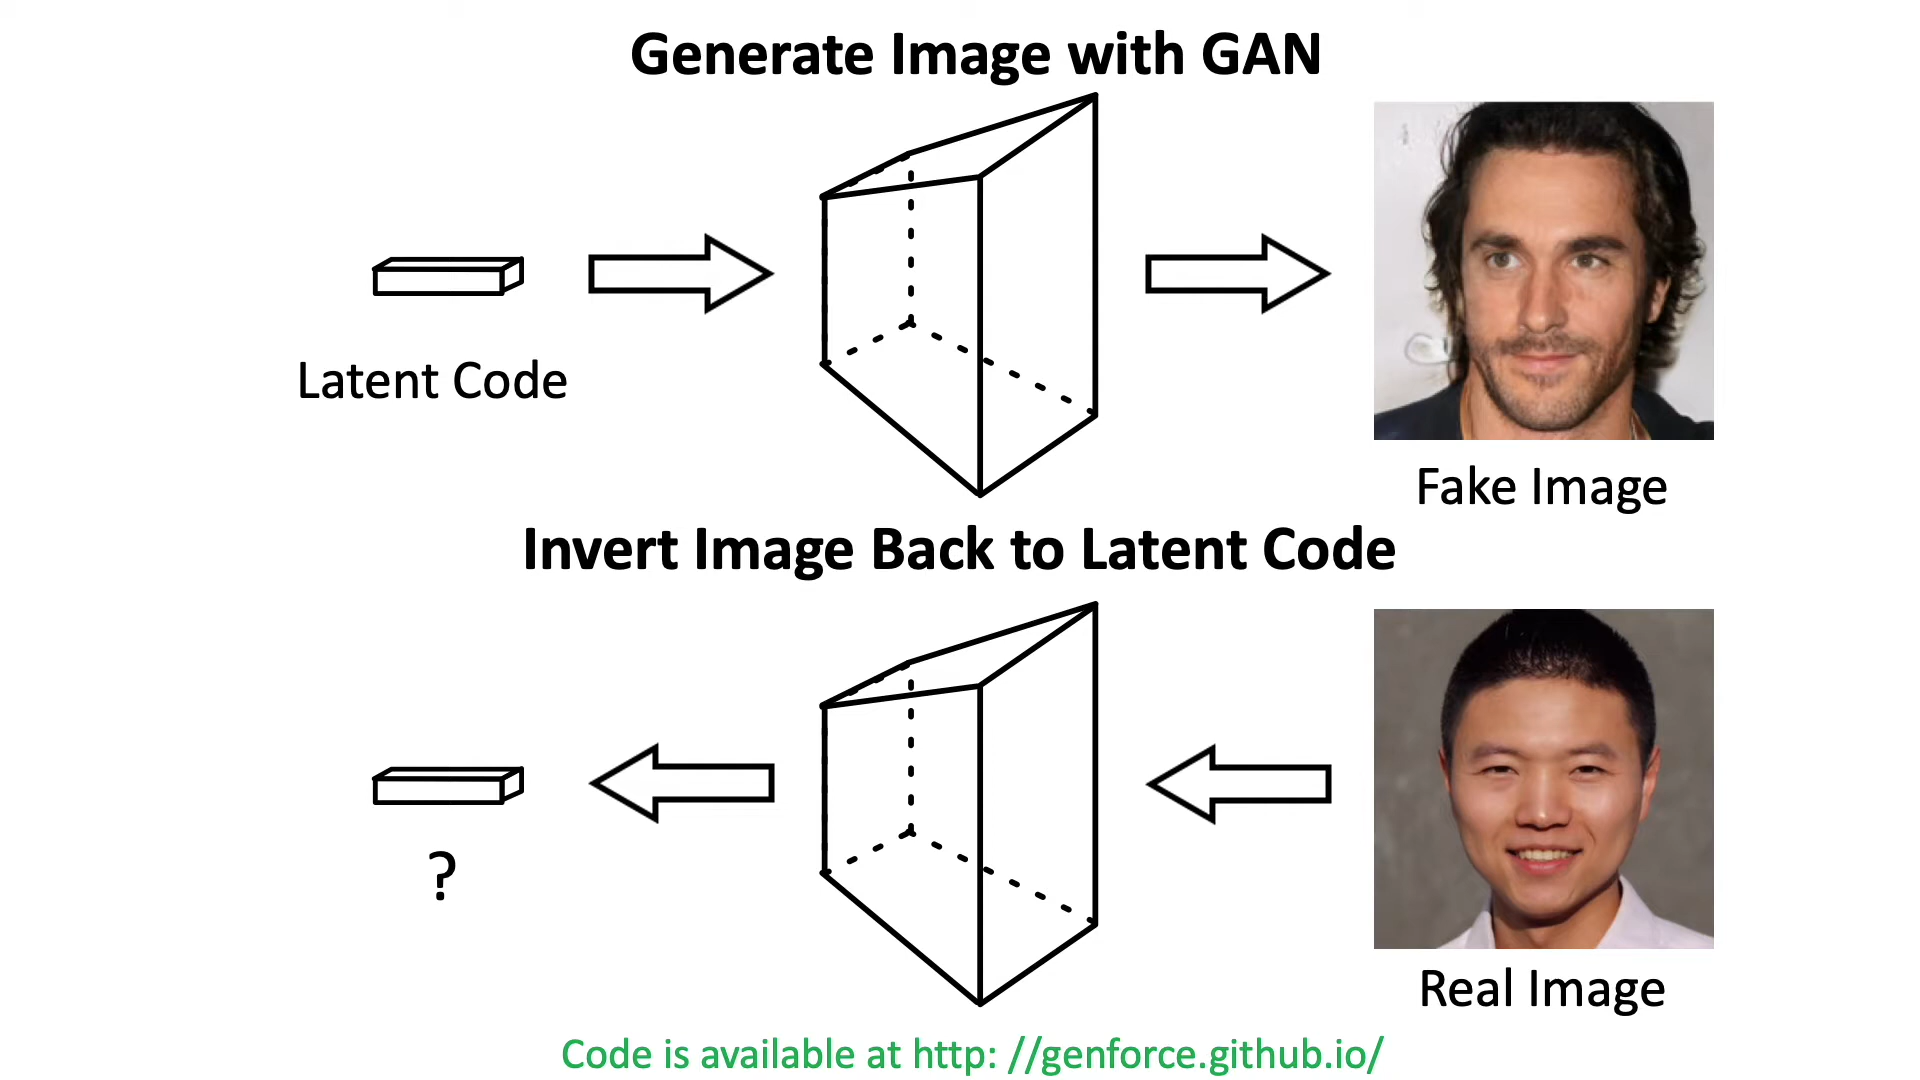 Generate Image with GAN
Latent Code
Fake Image
Invert Image Back to Latent Code
?
Real Image
Code is available at http: //genforce.github.io/